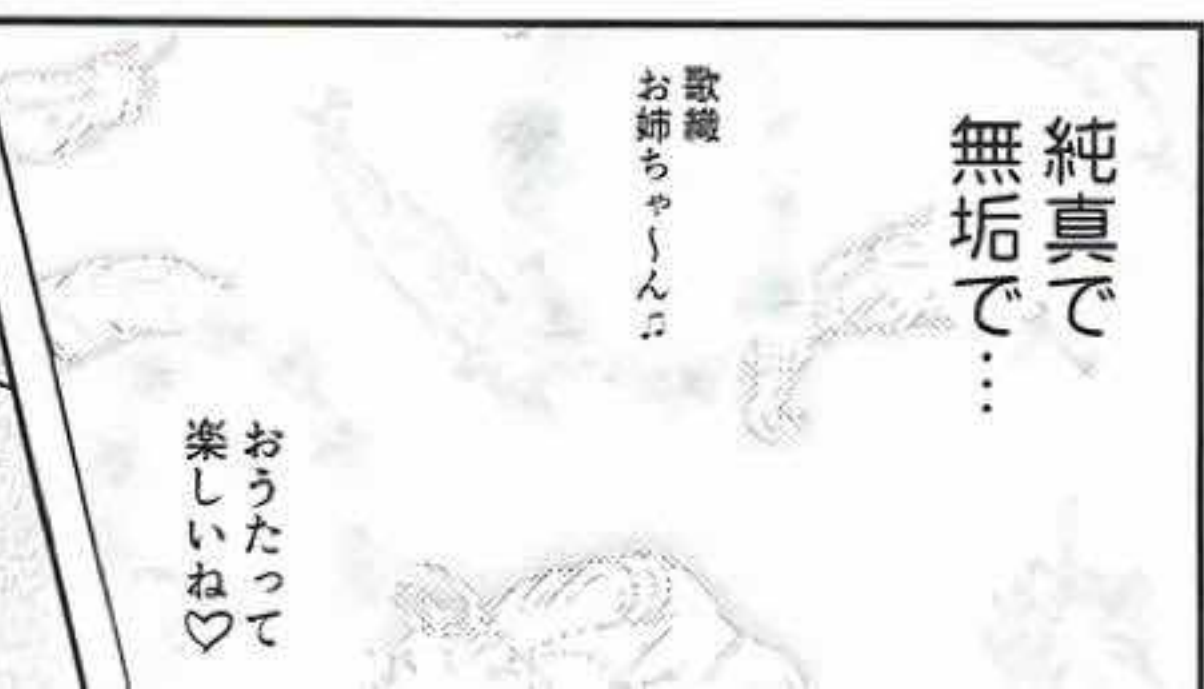 純真で
無垢で…
歌織
お姉ちゃ～ん♫
おうたって
楽しいね♡